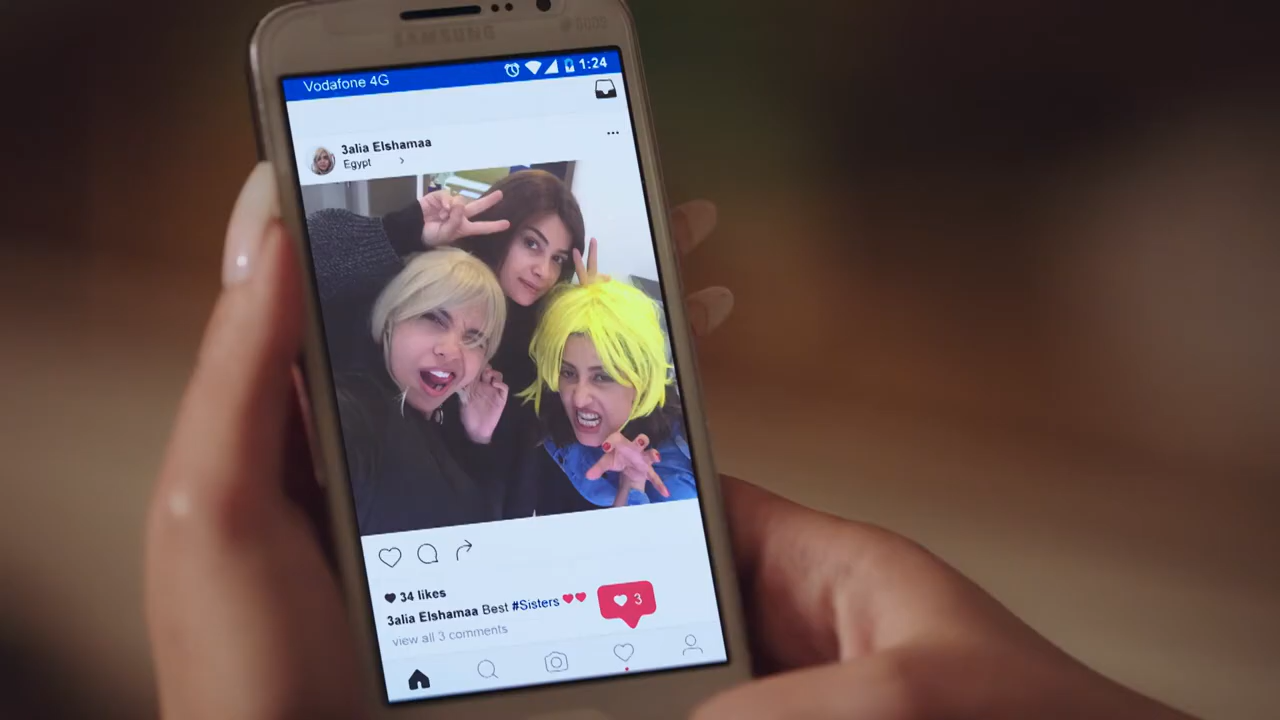 SAMSUNG
DUOS
Vodafone 4G
1:24
3alia Elshamaa
Egypt
34 likes
3alia Elshamaa Best #Sisters
3
view all 3 comments